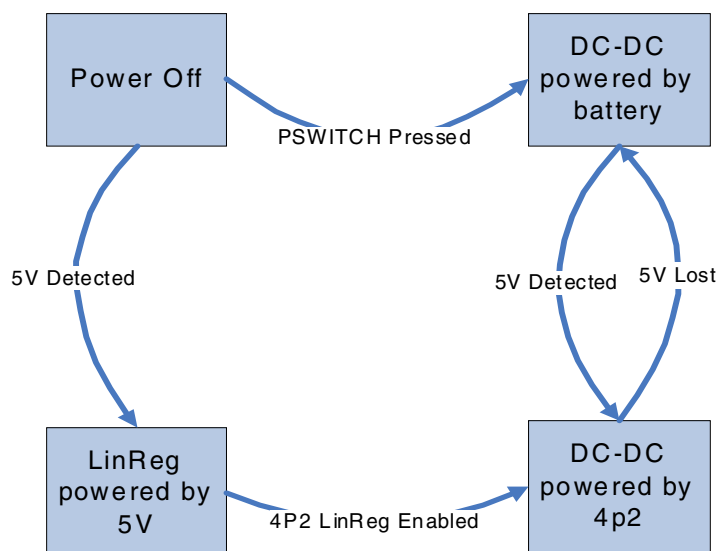 Power Off
DC-DC
powered by
battery
PSWITCH Pressed
5V Detected
5V Detected
5V Lost
LinReg
powered by
5V
4P2 LinReg Enabled
DC-DC
powered by
4p2